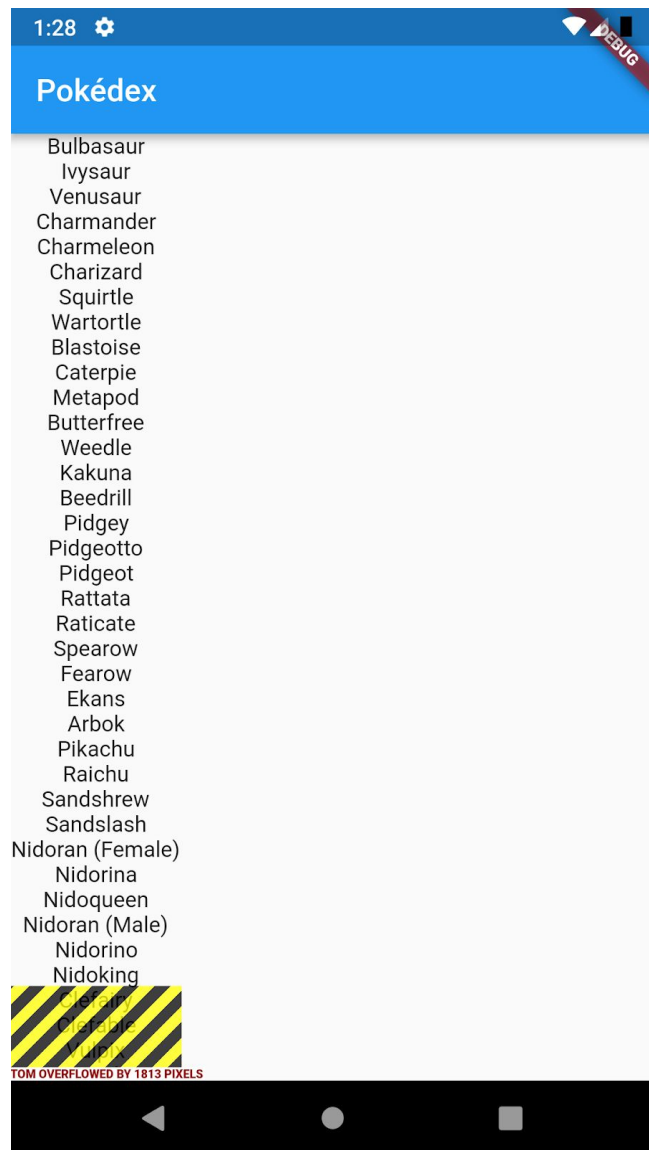 1:28
DEBUG
Pokédex
Bulbasaur
Ivysaur
Venusaur
Charmander
Charmeleon
Charizard
Squirtle
Wartortle
Blastoise
Caterpie
Metapod
Butterfree
Weedle
Kakuna
Beedrill
Pidgey
Pidgeotto
Pidgeot
Rattata
Raticate
Spearow
Fearow
Ekans
Arbok
Pikachu
Raichu
Sandshrew
Sandslash
Nidoran (Female)
Nidorina
Nidoqueen
Nidoran (Male)
Nidorino
Nidoking
Clefairy
Clefable
Vulpix
TOM OVERFLOWED BY 1813 PIXELS